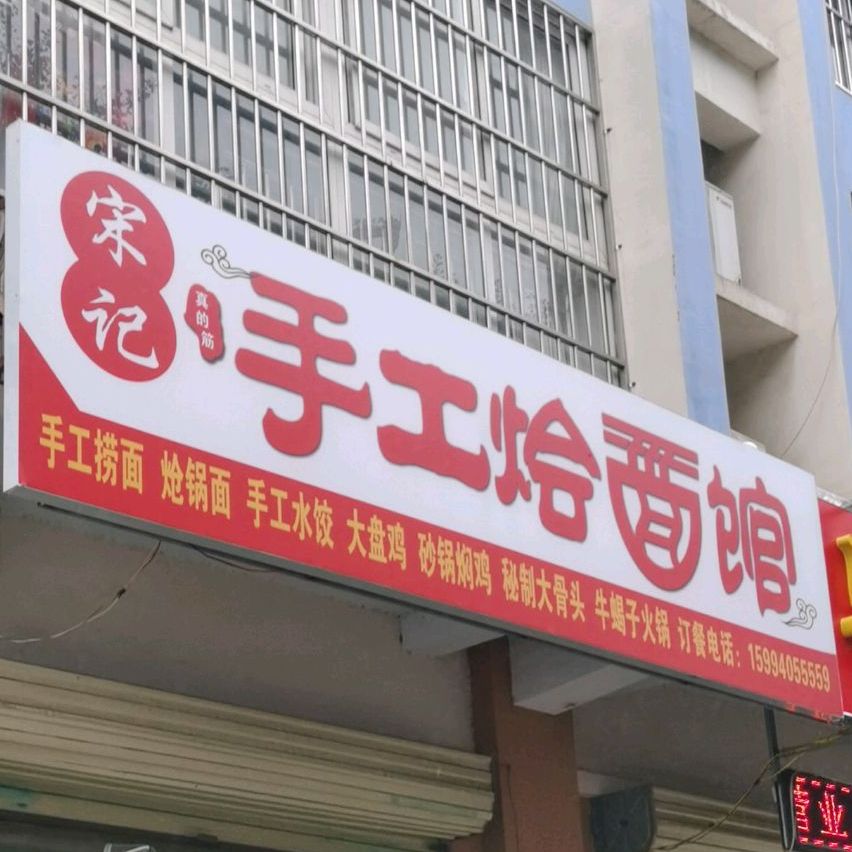 宋记
真的筋
手工烩面馆
手工捞面 炝锅面 手工水饺 大盘鸡 砂锅焖鸡 秘制大骨头 牛蝎子火锅 订餐电话：15994055559
营业